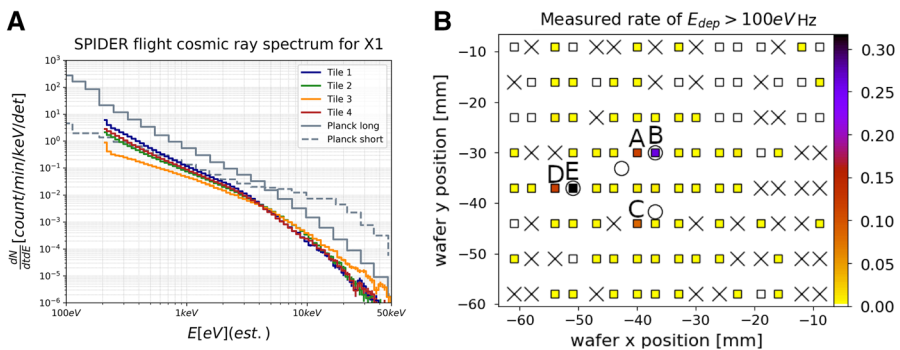 A
SPIDER flight cosmic ray spectrum for X1
10³
10²
10¹
10⁰
10⁻¹
10⁻²
10⁻³
10⁻⁴
10⁻⁵
10⁻⁶
dN/dtdE [count/min/keV/det]
Tile 1
Tile 2
Tile 3
Tile 4
Planck long
Planck short
100eV 1keV 10keV 50keV
E[eV](est.)
B
Measured rate of E_dep > 100eV Hz
−10
−20
−30
−40
−50
−60
wafer y position [mm]
A B
D E
C
−60 −50 −40 −30 −20 −10
wafer x position [mm]
0.30
0.25
0.20
0.15
0.10
0.05
0.00